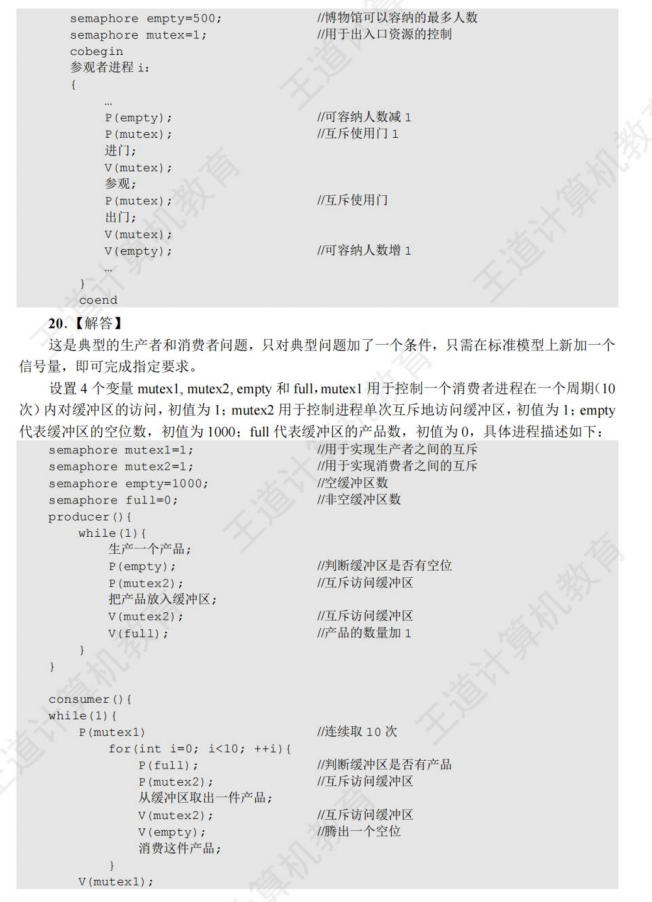 semaphore empty=500; //博物馆可以容纳的最多人数
semaphore mutex=1; //用于出入口资源的控制
cobegin
参观者进程 i:
{
…
P(empty); //可容纳人数减 1
P(mutex); //互斥使用门 1
进门;
V(mutex);
参观;
P(mutex); //互斥使用门
出门;
V(mutex);
V(empty); //可容纳人数增 1
…
}
coend
20.【解答】
这是典型的生产者和消费者问题，只对典型问题加了一个条件，只需在标准模型上新加一个
信号量，即可完成指定要求。
设置 4 个变量 mutex1, mutex2, empty 和 full，mutex1 用于控制一个消费者进程在一个周期（10
次）内对缓冲区的访问，初值为 1；mutex2 用于控制进程单次互斥地访问缓冲区，初值为 1；empty
代表缓冲区的空位数，初值为 1000；full 代表缓冲区的产品数，初值为 0，具体进程描述如下：
semaphore mutex1=1; //用于实现生产者之间的互斥
semaphore mutex2=1; //用于实现消费者之间的互斥
semaphore empty=1000; //空缓冲区数
semaphore full=0; //非空缓冲区数
producer(){
while(1){
生产一个产品;
P(empty); //判断缓冲区是否有空位
P(mutex2); //互斥访问缓冲区
把产品放入缓冲区;
V(mutex2); //互斥访问缓冲区
V(full); //产品的数量加 1
}
}
consumer(){
while(1){
P(mutex1) //连续取 10 次
for(int i=0; i<10; ++i){
P(full); //判断缓冲区是否有产品
P(mutex2); //互斥访问缓冲区
从缓冲区取出一件产品;
V(mutex2); //互斥访问缓冲区
V(empty); //腾出一个空位
消费这件产品;
}
V(mutex1);
王道计算机教育